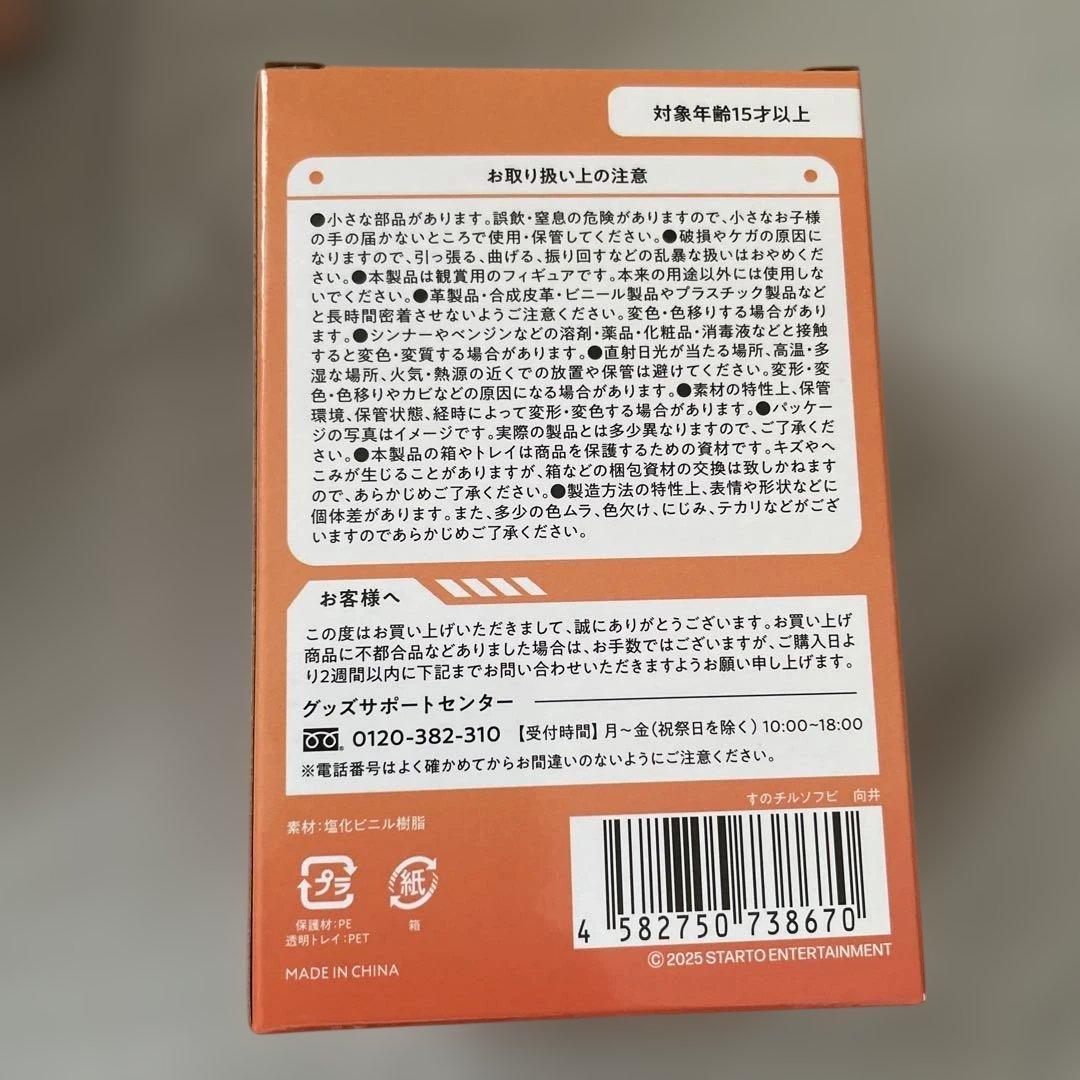 対象年齢15才以上
お取り扱い上の注意
●小さな部品があります。誤飲・窒息の危険がありますので、小さなお子様
の手の届かないところで使用・保管してください。●破損やケガの原因に
なりますので、引っ張る、曲げる、振り回すなどの乱暴な扱いはおやめくだ
さい。●本製品は観賞用のフィギュアです。本来の用途以外には使用しな
いでください。●革製品・合成皮革・ビニール製品やプラスチック製品など
と長時間密着させないようご注意ください。変色・色移りする場合があり
ます。●シンナーやベンジンなどの溶剤・薬品・化粧品・消毒液などと接触
すると変色・変質する場合があります。●直射日光が当たる場所、高温・多
湿な場所、火気・熱源の近くでの放置や保管は避けてください。変形・変
色・色移りやカビなどの原因になる場合があります。●素材の特性上、保管
環境、保管状態、経時によって変形・変色する場合があります。●パッケー
ジの写真はイメージです。実際の製品とは多少異なりますので、ご了承くだ
さい。●本製品の箱やトレイは商品を保護するための資材です。キズやへ
こみが生じることがありますが、箱などの梱包資材の交換は致しかねます
ので、あらかじめご了承ください。●製造方法の特性上、表情や形状などに
個体差があります。また、多少の色ムラ、色欠け、にじみ、テカリなどがござ
いますのであらかじめご了承ください。
お客様へ
この度はお買い上げいただきまして、誠にありがとうございます。お買い上げ
商品に不都合品などありました場合は、お手数ではございますが、ご購入日よ
り2週間以内に下記までお問い合わせいただきますようお願い申し上げます。
グッズサポートセンター
0120-382-310 【受付時間】月〜金(祝祭日を除く) 10:00~18:00
※電話番号はよく確かめてからお間違いのないようにご注意ください。
すのチルソフビ 向井
素材:塩化ビニル樹脂
プラ
紙
保護材:PE
透明トレイ:PET
箱
MADE IN CHINA
4 582750 738670
© 2025 STARTO ENTERTAINMENT